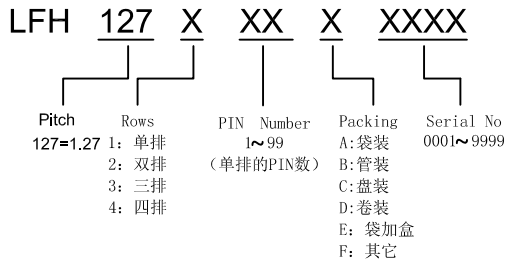 LFH 127 X XX X XXXX
Pitch
127=1.27
Rows
1: 单排
2: 双排
3: 三排
4: 四排
PIN Number
1~99
(单排的PIN数)
Packing
A:袋装
B:管装
C:盘装
D:卷装
E: 袋加盒
F: 其它
Serial No
0001~9999